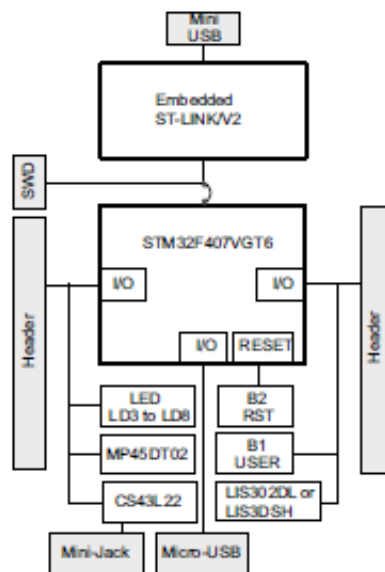 Mini
USB
Embedded
ST-LINK/V2
SWD
STM32F407VGT6
I/O
I/O
I/O
RESET
Header
Header
LED
LD3 to LD8
B2
RST
MP45DT02
B1
USER
CS43L22
LIS302DL or
LIS3DSH
Mini-Jack
Micro-USB